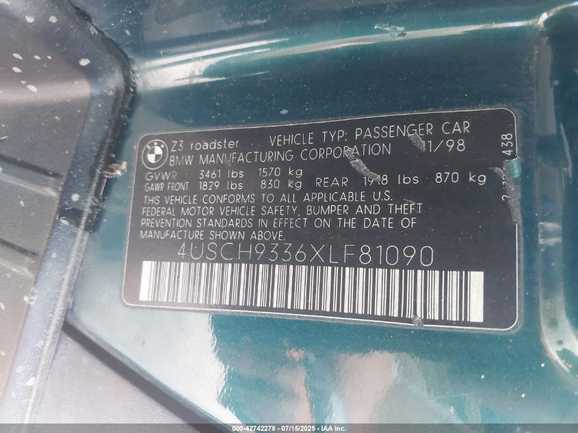 BMW
Z3 roadster VEHICLE TYP: PASSENGER CAR
BMW MANUFACTURING CORPORATION 11/98
GVWR 3461 lbs 1570 kg
GAWR FRONT 1829 lbs 830 kg REAR 1918 lbs 870 kg
THIS VEHICLE CONFORMS TO ALL APPLICABLE U.S.
FEDERAL MOTOR VEHICLE SAFETY, BUMPER AND THEFT
PREVENTION STANDARDS IN EFFECT ON THE DATE OF
MANUFACTURE SHOWN ABOVE.
4USCH9336XLF81090
438
000-42742278 - 07/15/2025 - IAA Inc.